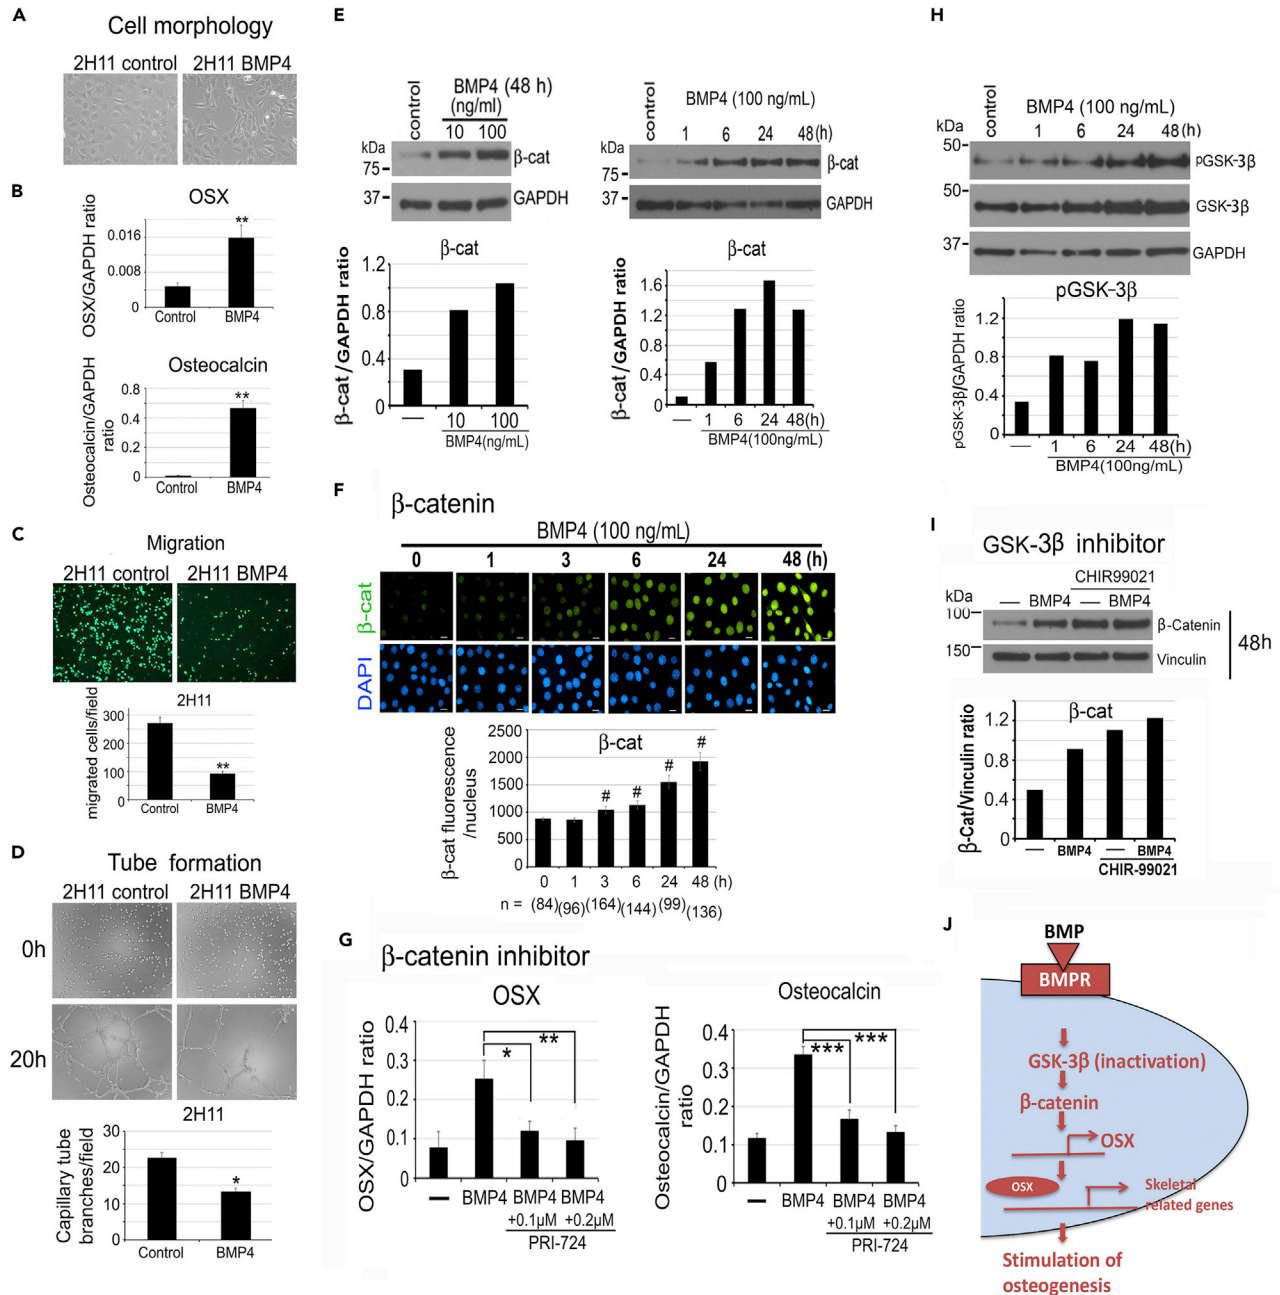 A
Cell morphology
2H11 control 2H11 BMP4
B
OSX
OSX/GAPDH ratio
0.016
0.008
0
**
Control BMP4
Osteocalcin
Osteocalcin/GAPDH
ratio
0.8
0.4
0.2
0
**
Control BMP4
C
Migration
2H11 control 2H11 BMP4
2H11
migrated cells/field
300
200
100
0
**
Control BMP4
D
Tube formation
2H11 control 2H11 BMP4
0h
20h
2H11
Capillary tube
branches/field
30
20
10
0
*
Control BMP4
E
control
BMP4 (48 h)
(ng/ml)
10 100
kDa
75
β-cat
37
GAPDH
β-cat
β-cat/GAPDH ratio
1.2
0.8
0.4
0
— 10 100
BMP4(ng/mL)
control
BMP4 (100 ng/mL)
1 6 24 48(h)
kDa
75
β-cat
37
GAPDH
β-cat
β-cat/GAPDH ratio
1.6
1.2
0.8
0.4
0
— 1 6 24 48(h)
BMP4(100ng/mL)
F
β-catenin
BMP4 (100 ng/mL)
0 1 3 6 24 48 (h)
β-cat
DAPI
β-cat
β-cat fluorescence
/nucleus
2500
2000
1500
1000
500
0
# # # #
0 1 3 6 24 48 (h)
n = (84)(96)(164)(144)(99)(136)
G
β-catenin inhibitor
OSX
OSX/GAPDH ratio
0.4
0.3
0.2
0.1
0
* **
— BMP4 BMP4 BMP4
+0.1μM +0.2μM
PRI-724
Osteocalcin
Osteocalcin/GAPDH
ratio
0.4
0.3
0.2
0.1
0
*** ***
— BMP4 BMP4 BMP4
+0.1μM +0.2μM
PRI-724
H
control
BMP4 (100 ng/mL)
1 6 24 48(h)
kDa
50
pGSK-3β
50
GSK-3β
37
GAPDH
pGSK-3β
pGSK-3β/GAPDH ratio
1.2
0.8
0.4
0
— 1 6 24 48(h)
BMP4(100ng/mL)
I
GSK-3β inhibitor
CHIR99021
kDa
— BMP4 — BMP4
100
β-Catenin
150
Vinculin
48h
β-cat
β-Cat/Vinculin ratio
1.2
0.8
0.4
0
— BMP4 — BMP4
CHIR-99021
J
BMP
BMPR
GSK-3β (inactivation)
β-catenin
OSX
OSX
Skeletal
related genes
Stimulation of
osteogenesis